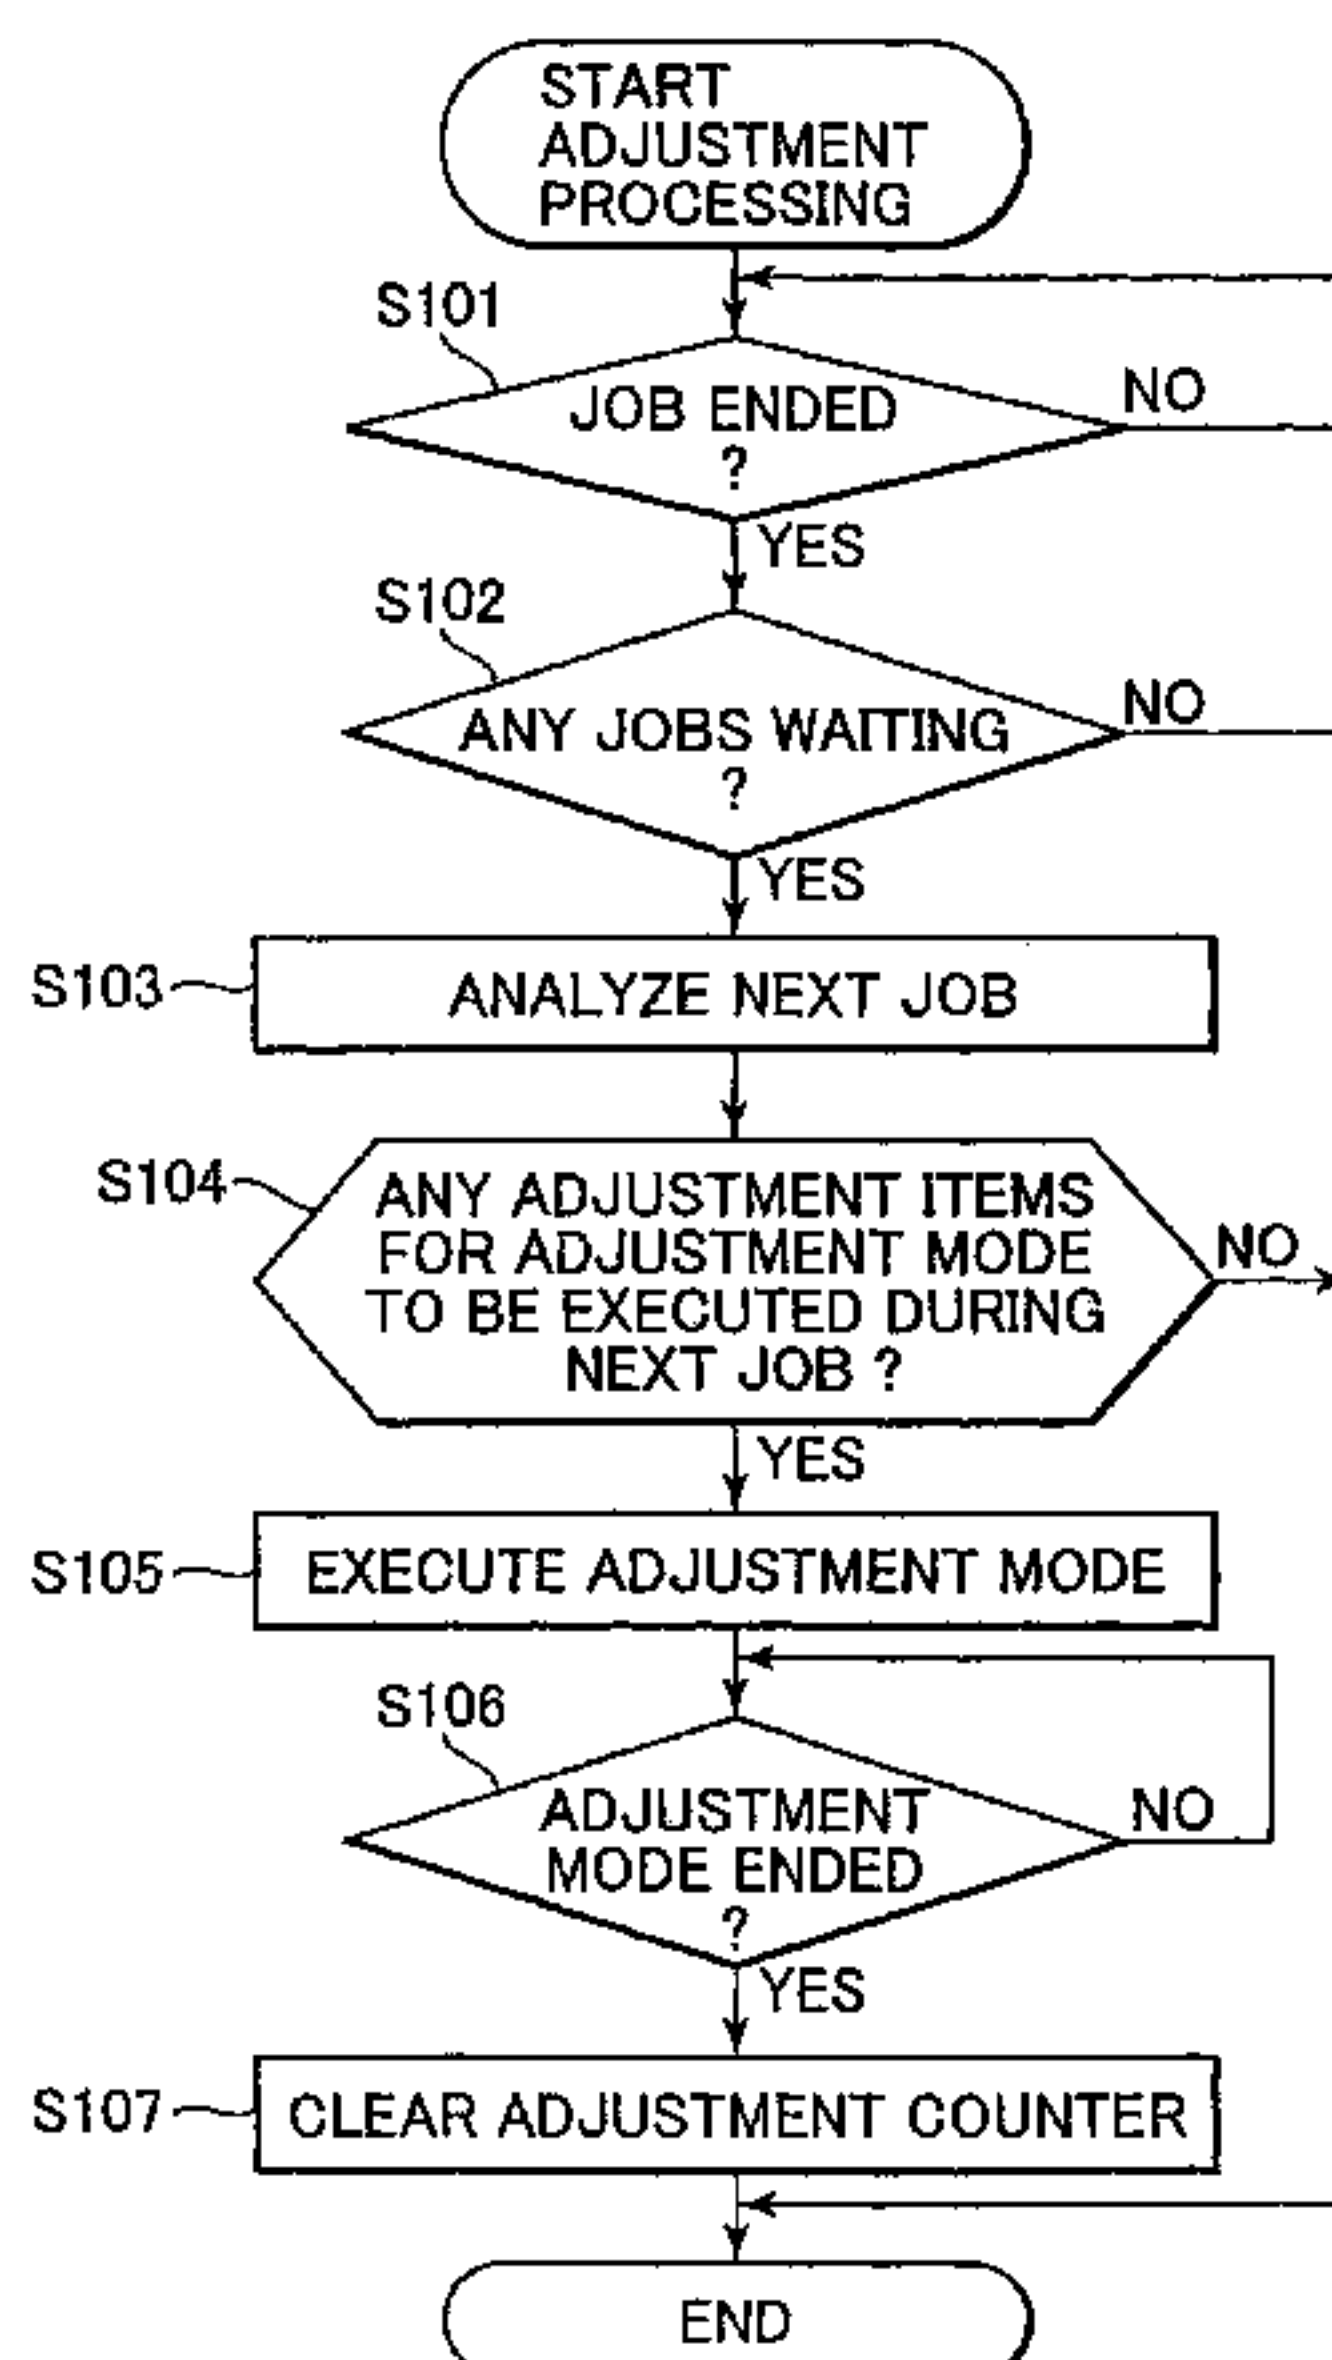 START
ADJUSTMENT
PROCESSING
S101
JOB ENDED
?
NO
YES
S102
ANY JOBS WAITING
?
NO
YES
S103
ANALYZE NEXT JOB
S104
ANY ADJUSTMENT ITEMS
FOR ADJUSTMENT MODE
TO BE EXECUTED DURING
NEXT JOB ?
NO
YES
S105
EXECUTE ADJUSTMENT MODE
S106
ADJUSTMENT
MODE ENDED
?
NO
YES
S107
CLEAR ADJUSTMENT COUNTER
END